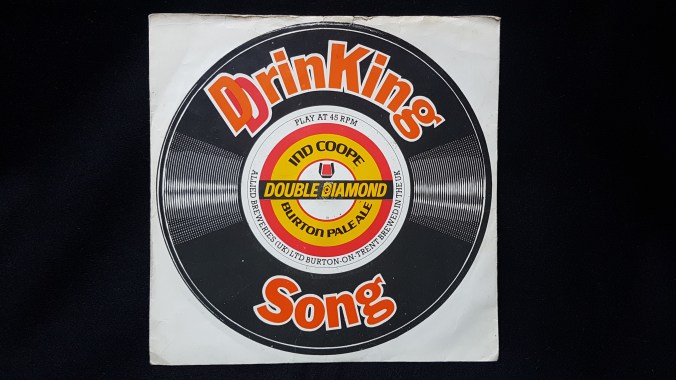 DDrinKing
PLAY AT 45 RPM
IND COOPE
DOUBLE DIAMOND
BURTON PALE ALE
ALLIED BREWERIES (UK) LTD BURTON-ON-TRENT BREWED IN THE UK
Song